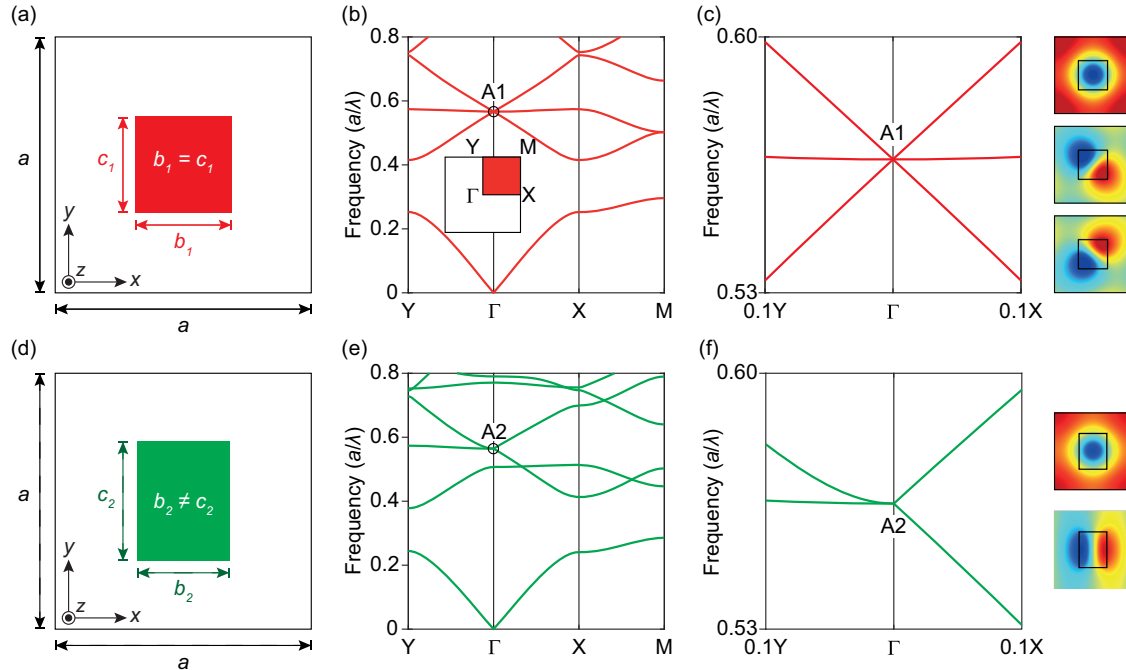 (a)
a
c1
b1 = c1
b1
y
z
x
a
(b)
Frequency (a/λ)
0.8
0.6
0.4
0.2
0
A1
Y
M
Γ
X
Y
Γ
X
M
(c)
Frequency (a/λ)
0.60
0.53
A1
0.1Y
Γ
0.1X
(d)
a
c2
b2 ≠ c2
b2
y
z
x
a
(e)
Frequency (a/λ)
0.8
0.6
0.4
0.2
0
A2
Y
Γ
X
M
(f)
Frequency (a/λ)
0.60
0.53
A2
0.1Y
Γ
0.1X